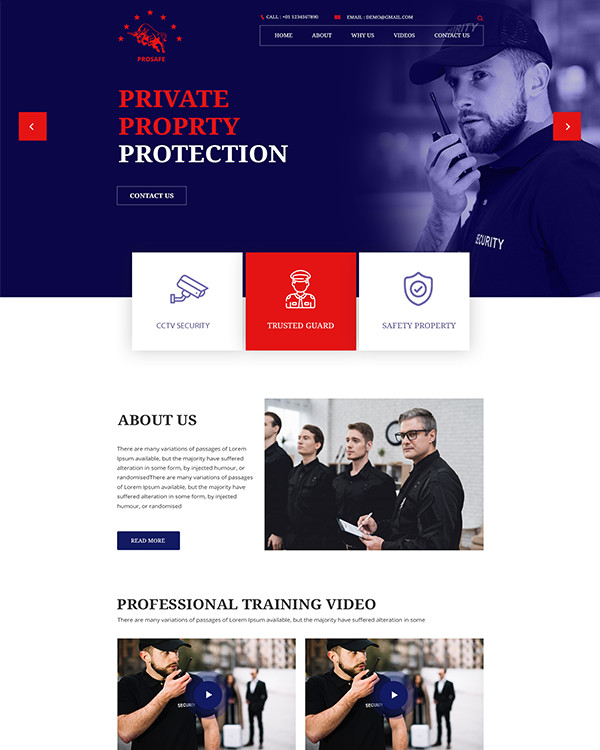 CALL : +01 1234567890 EMAIL : DEMO@GMAIL.COM
HOME ABOUT WHY US VIDEOS CONTACT US
PROSAFE
PRIVATE
PROPRTY
PROTECTION
CONTACT US
SECURITY
CCTV SECURITY TRUSTED GUARD SAFETY PROPERTY
ABOUT US
There are many variations of passages of Lorem
Ipsum available, but the majority have suffered
alteration in some form, by injected humour, or
randomisedThere are many variations of passages
of Lorem Ipsum available, but the majority have
suffered alteration in some form, by injected
humour, or randomised
READ MORE
PROFESSIONAL TRAINING VIDEO
There are many variations of passages of Lorem Ipsum available, but the majority have suffered alteration in some
SECURITY SECURITY